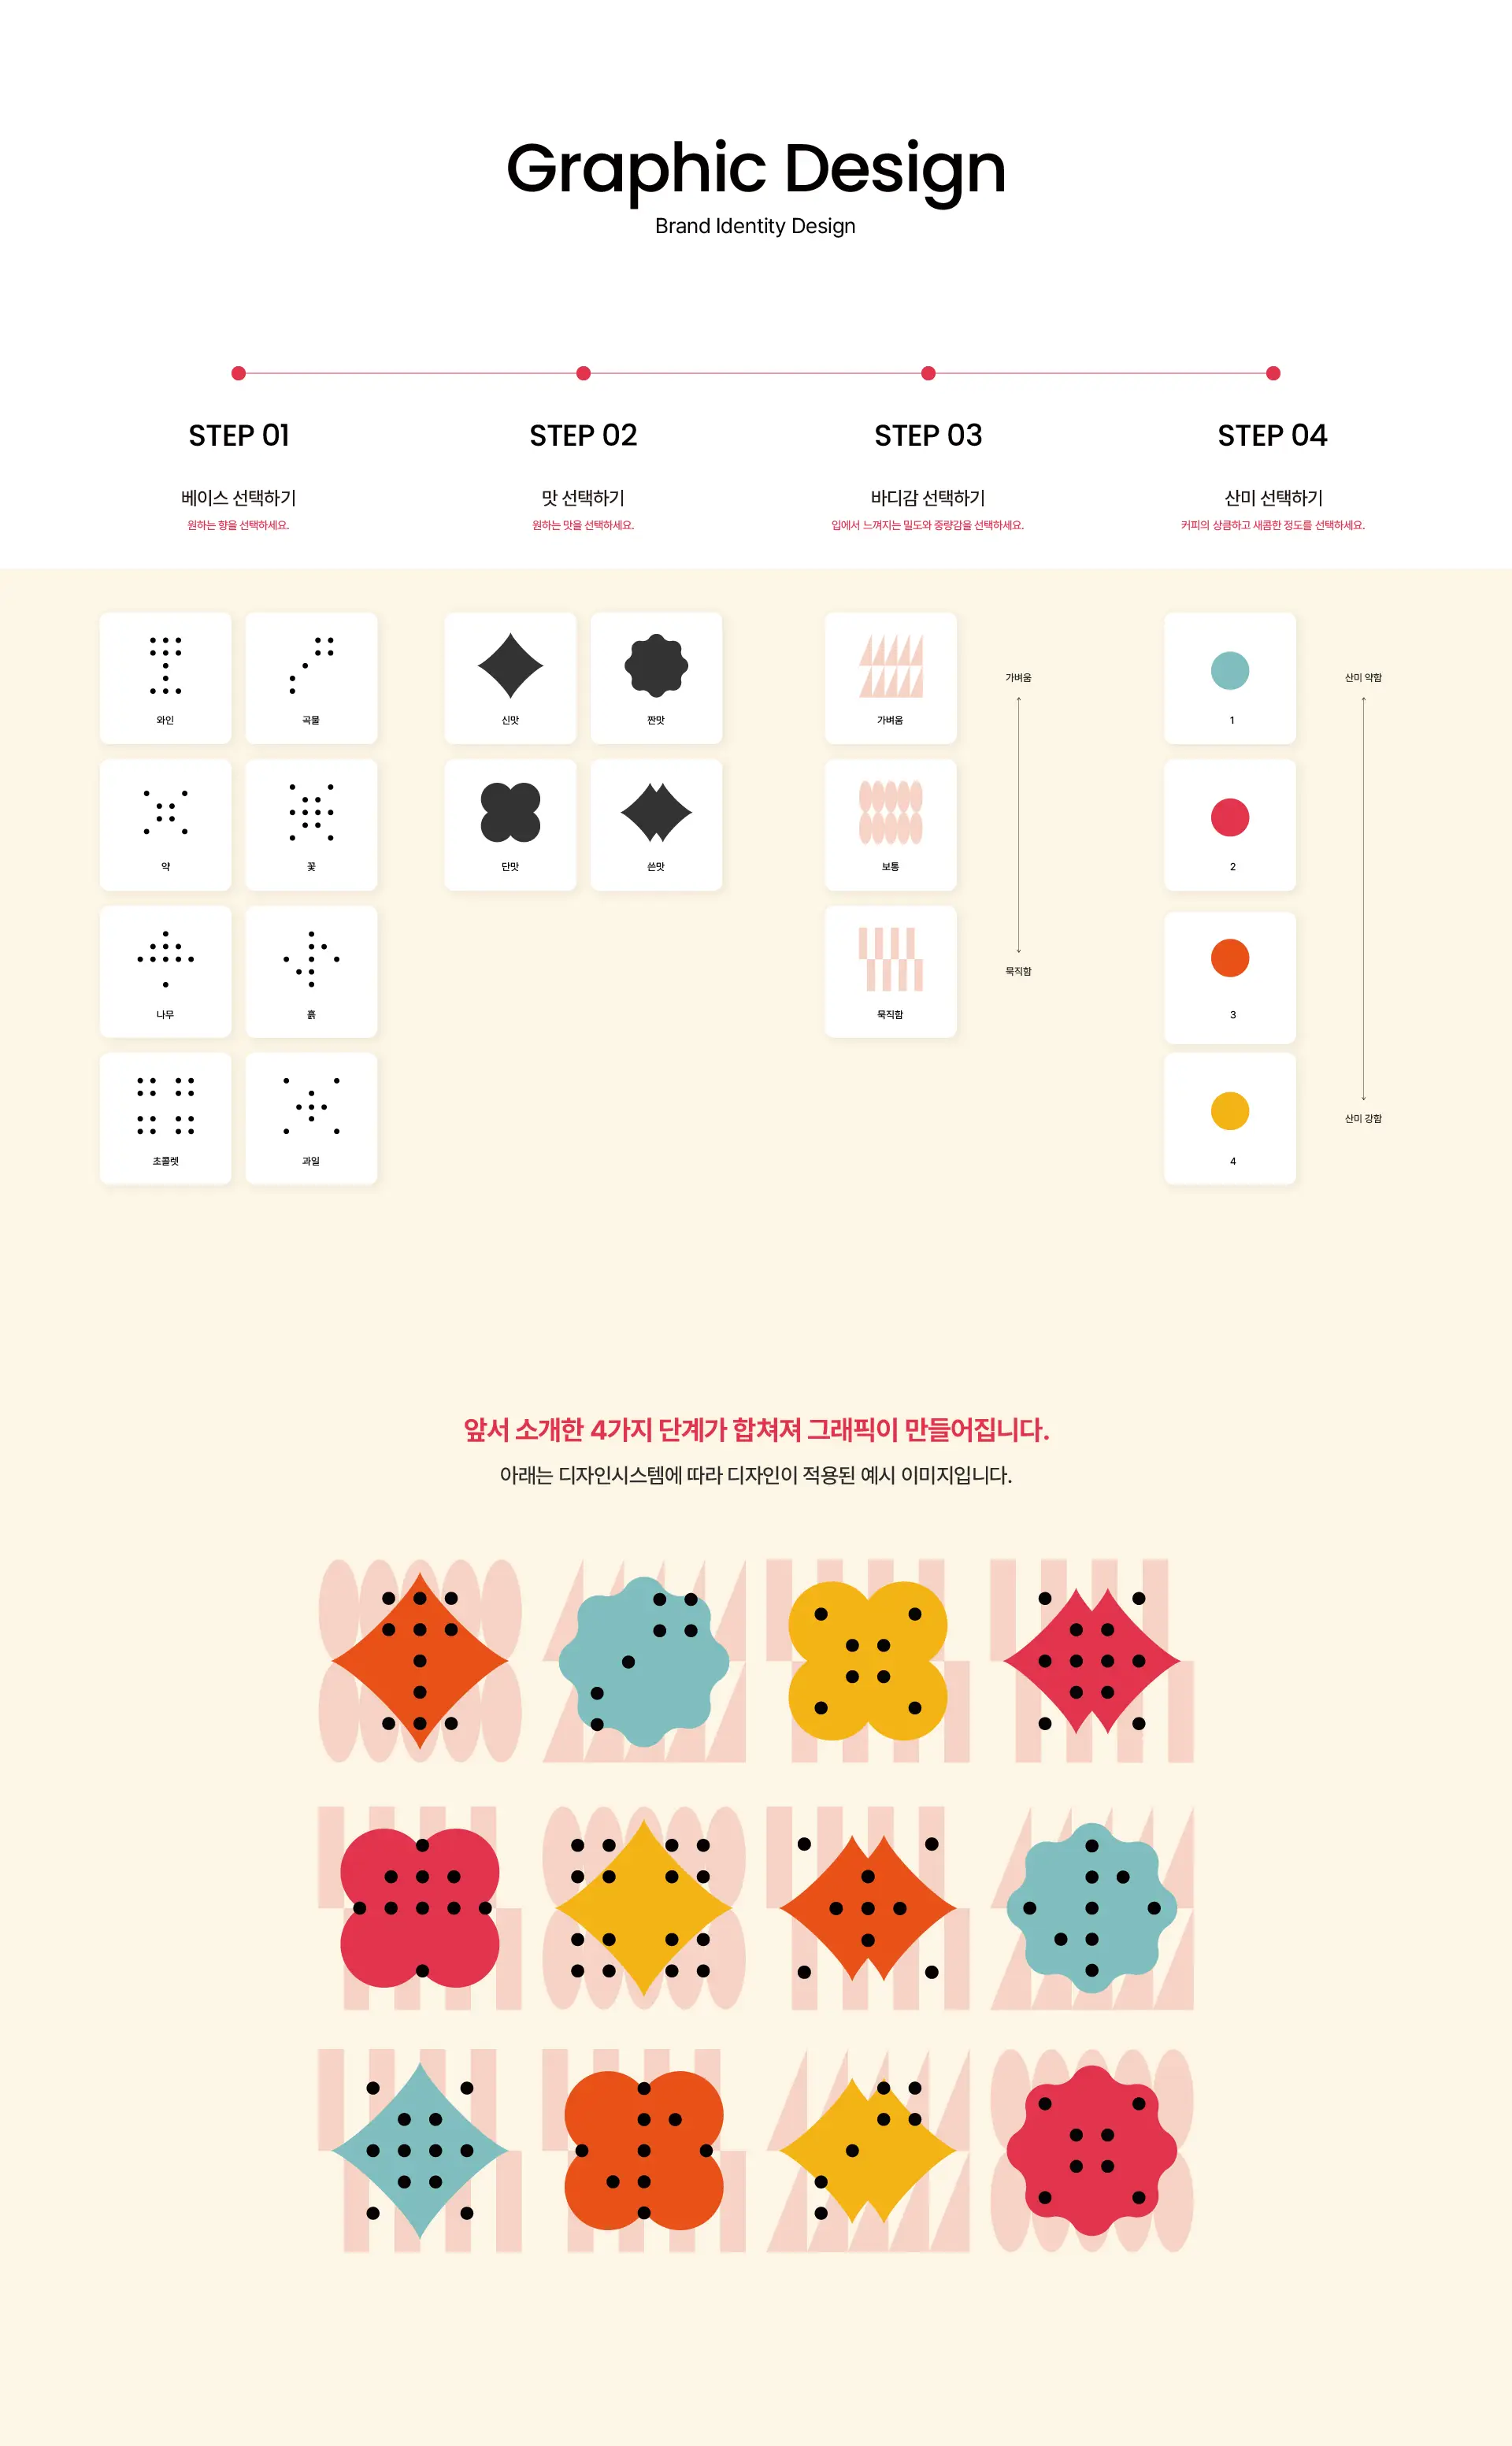 Graphic Design
Brand Identity Design
STEP 01
베이스 선택하기
원하는 향을 선택하세요.
STEP 02
맛 선택하기
원하는 맛을 선택하세요.
STEP 03
바디감 선택하기
입에서 느껴지는 밀도와 중량감을 선택하세요.
STEP 04
산미 선택하기
커피의 상큼하고 새콤한 정도를 선택하세요.
와인
곡물
약
꽃
나무
흙
초콜렛
과일
신맛
짠맛
단맛
쓴맛
가벼움
보통
묵직함
가벼움
묵직함
1
2
3
4
산미 약함
산미 강함
앞서 소개한 4가지 단계가 합쳐져 그래픽이 만들어집니다.
아래는 디자인시스템에 따라 디자인이 적용된 예시 이미지입니다.